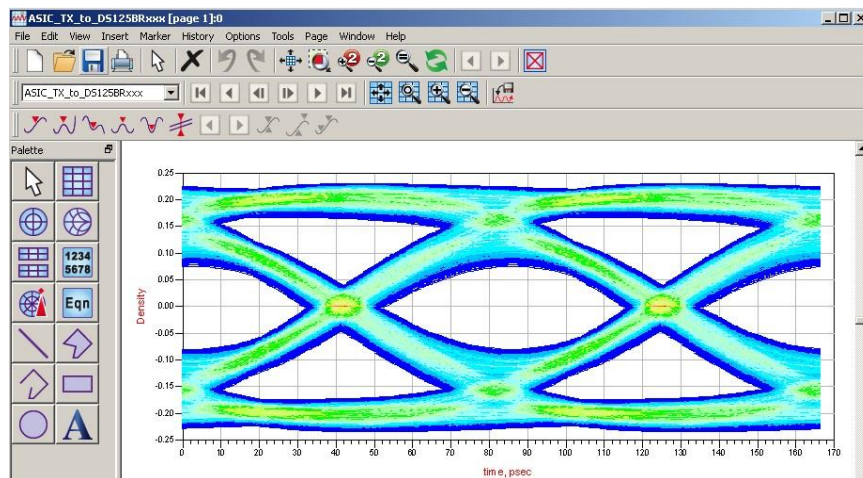 ASIC_TX_to_DS125BRxxx [page 1]:0
File Edit View Insert Marker History Options Tools Page Window Help
+2 -2
ASIC_TX_to_DS125BRxxx
Palette
1234
5678
Eqn
A
0.25
0.20
0.15
0.10
0.05
0.00
-0.05
-0.10
-0.15
-0.20
-0.25
Density
0 10 20 30 40 50 60 70 80 90 100 110 120 130 140 150 160 170
time, psec